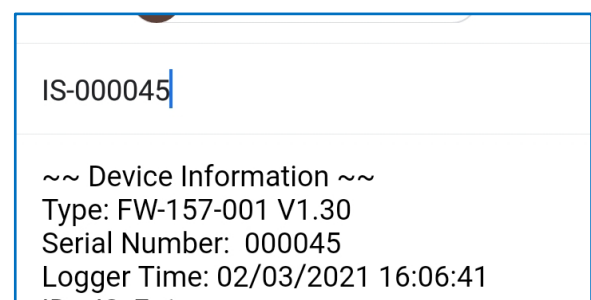 IS-000045
~~ Device Information ~~
Type: FW-157-001 V1.30
Serial Number:  000045
Logger Time: 02/03/2021 16:06:41